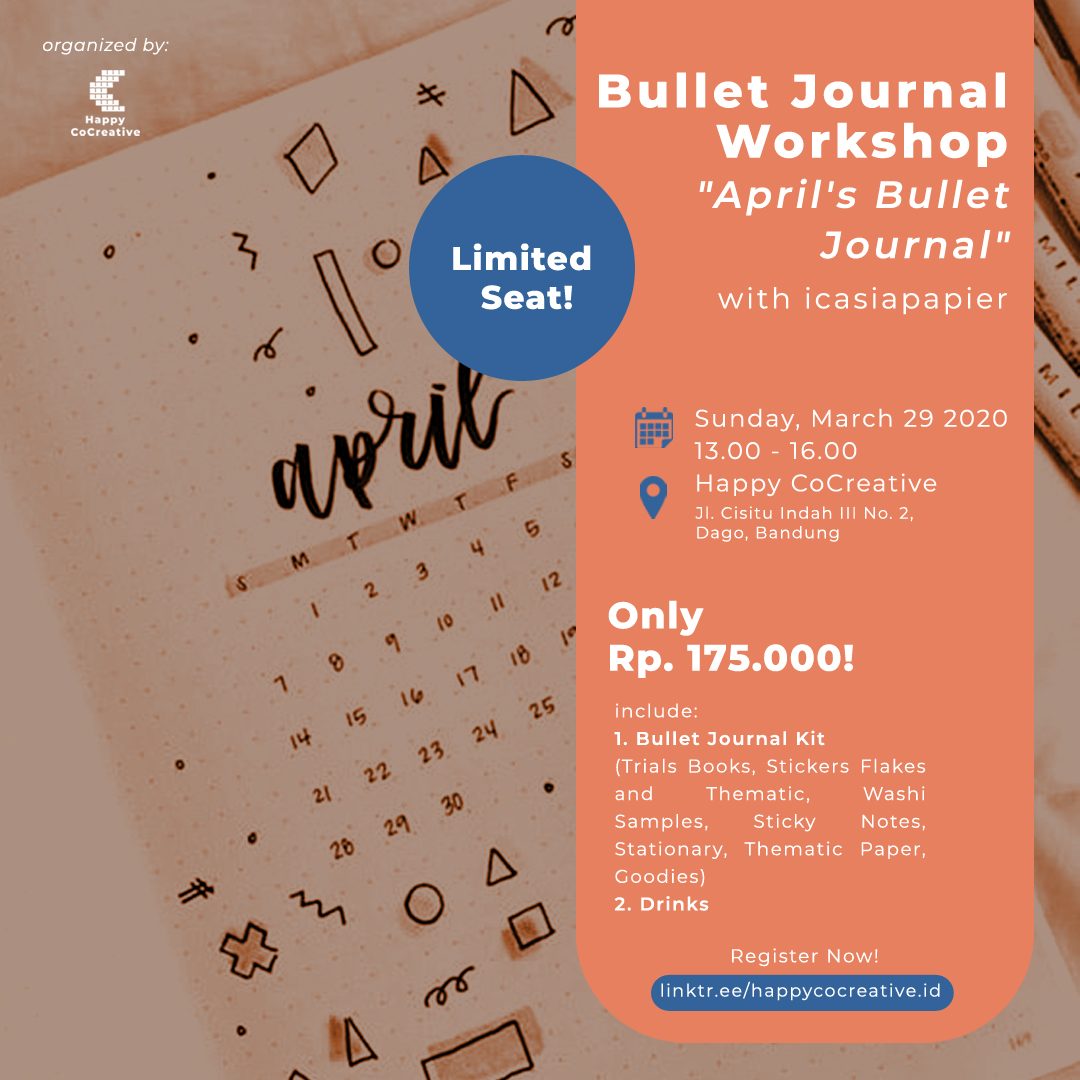 organized by:
Happy
CoCreative
Bullet Journal
Workshop
"April's Bullet
Journal"
with icasiapapier
Limited
Seat!
Sunday, March 29 2020
13.00 - 16.00
Happy CoCreative
Jl. Cisitu Indah III No. 2,
Dago, Bandung
Only
Rp. 175.000!
include:
1. Bullet Journal Kit
(Trials Books, Stickers Flakes
and Thematic, Washi
Samples, Sticky Notes,
Stationary, Thematic Paper,
Goodies)
2. Drinks
Register Now!
linktr.ee/happycocreative.id
april
S M T W T F S
1 2 3 4 5
7 8 9 10 11 12
14 15 16 17 18 19
21 22 23 24 25
28 29 30